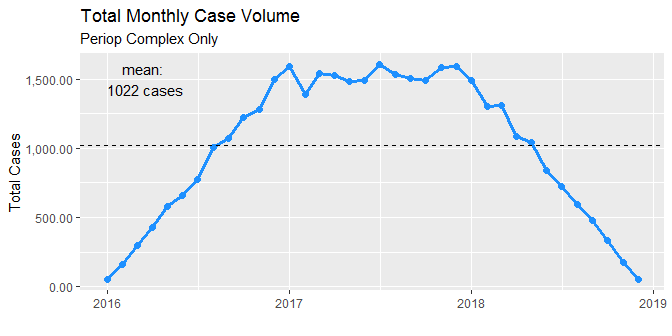 Total Monthly Case Volume
Periop Complex Only
mean:
1022 cases
Total Cases
1,500.00
1,000.00
500.00
0.00
2016 2017 2018 2019